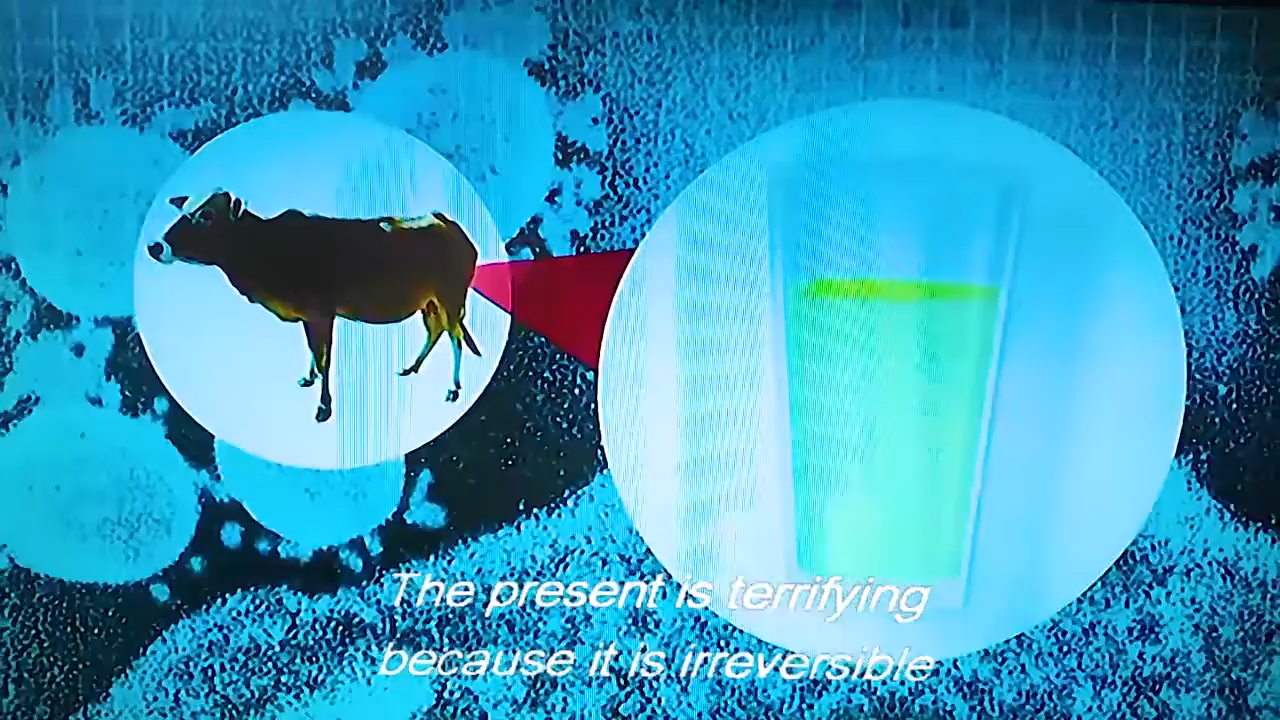 The present is terrifying
because it is irreversible